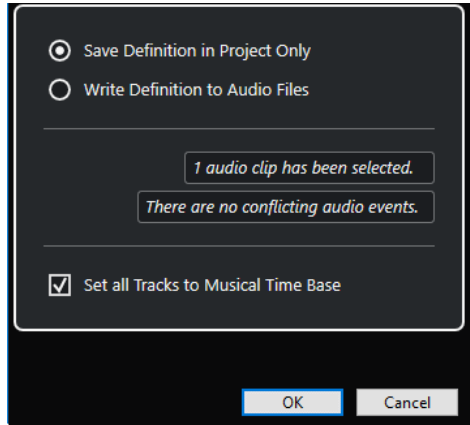 Save Definition in Project Only
Write Definition to Audio Files
1 audio clip has been selected.
There are no conflicting audio events.
Set all Tracks to Musical Time Base
OK
Cancel